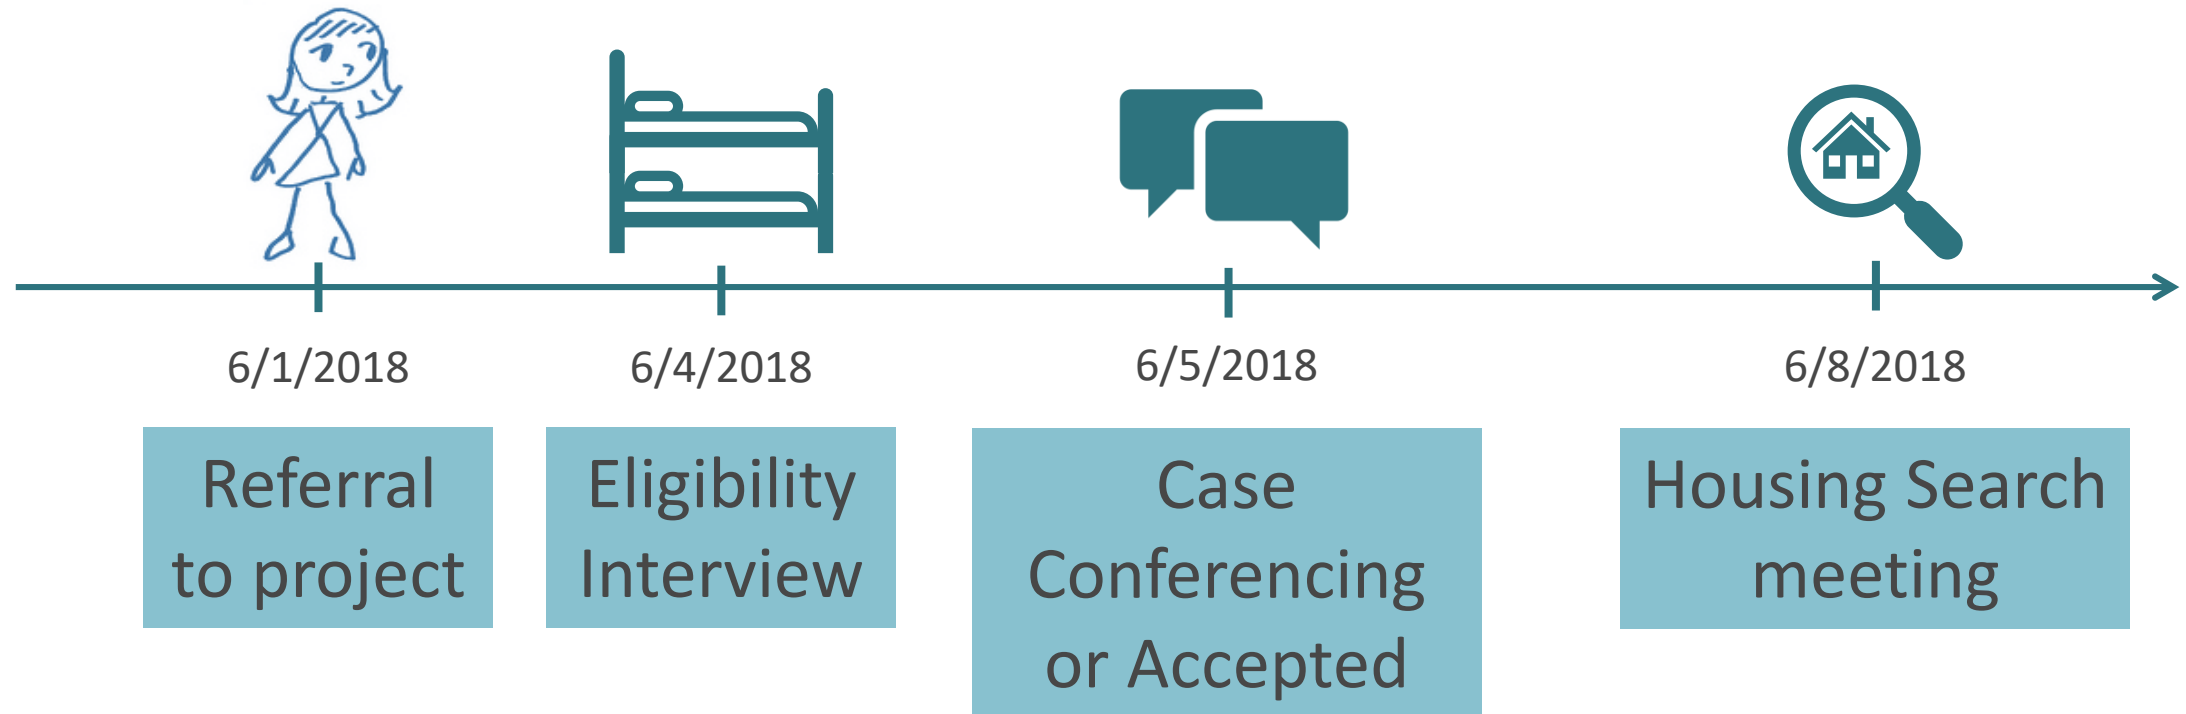 6/1/2018
Referral
to project
6/4/2018
Eligibility
Interview
6/5/2018
Case
Conferencing
or Accepted
6/8/2018
Housing Search
meeting